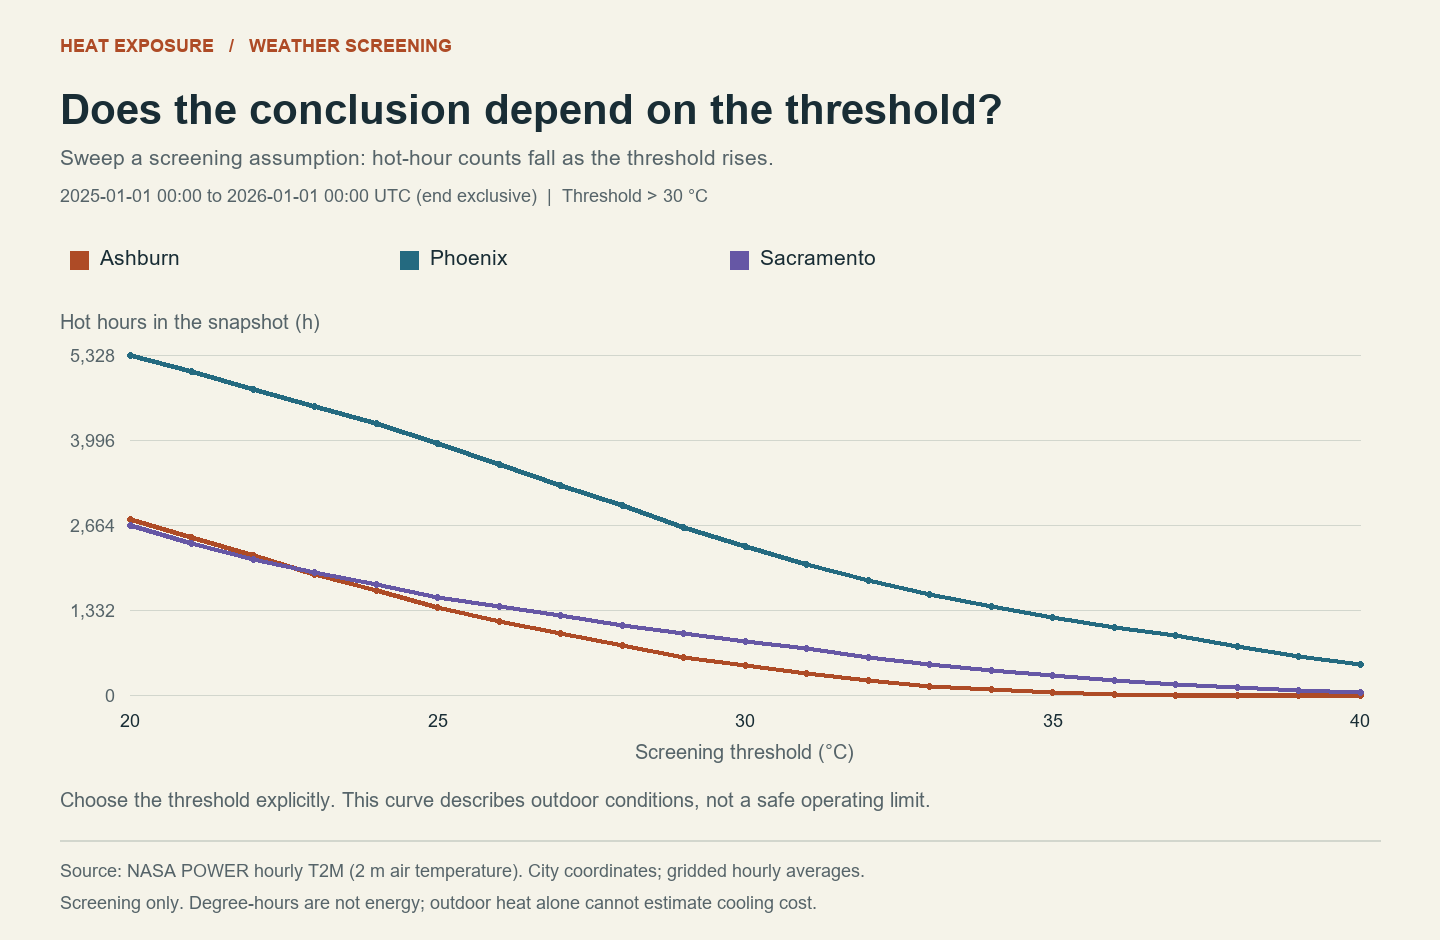 HEAT EXPOSURE / WEATHER SCREENING
Does the conclusion depend on the threshold?
Sweep a screening assumption: hot-hour counts fall as the threshold rises.
2025-01-01 00:00 to 2026-01-01 00:00 UTC (end exclusive) | Threshold > 30 °C
Ashburn Phoenix Sacramento
Hot hours in the snapshot (h)
5,328
3,996
2,664
1,332
0
20 25 30 35 40
Screening threshold (°C)
Choose the threshold explicitly. This curve describes outdoor conditions, not a safe operating limit.
Source: NASA POWER hourly T2M (2 m air temperature). City coordinates; gridded hourly averages.
Screening only. Degree-hours are not energy; outdoor heat alone cannot estimate cooling cost.